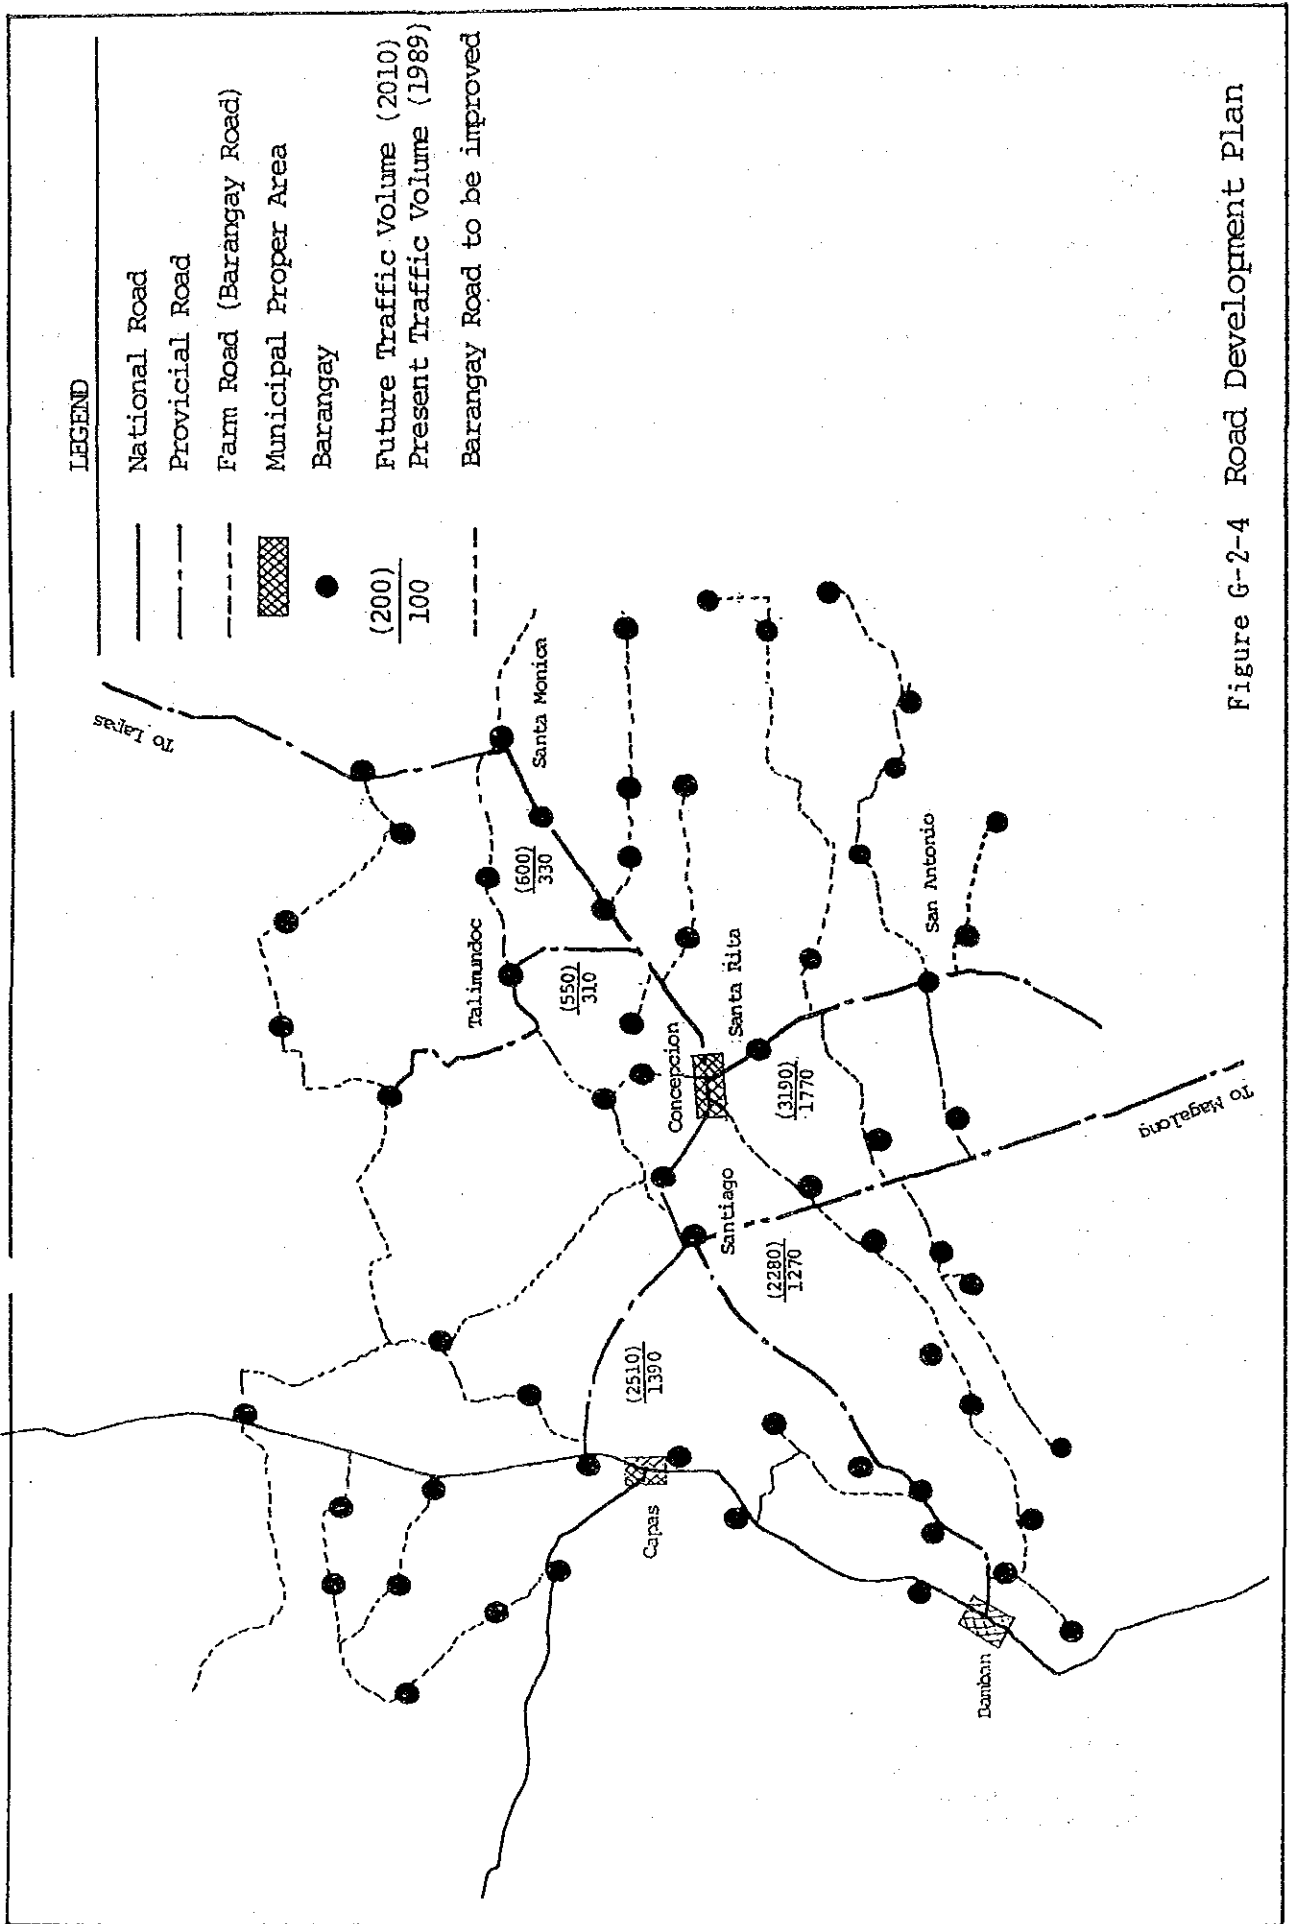 LEGEND
National Road
Provicial Road
Farm Road (Barangay Road)
Municipal Proper Area
Barangay
(200)
100
Future Traffic Volume (2010)
Present Traffic Volume (1989)
Barangay Road to be improved
To Lapas
Santa Monica
(600)
330
Talimundoc
(550)
310
San Antonio
Santa Rita
Concepcion
(3190)
1770
To Magalang
Santiago
(2280)
1270
(2510)
1390
Capas
Bamban
Figure G-2-4 Road Development Plan